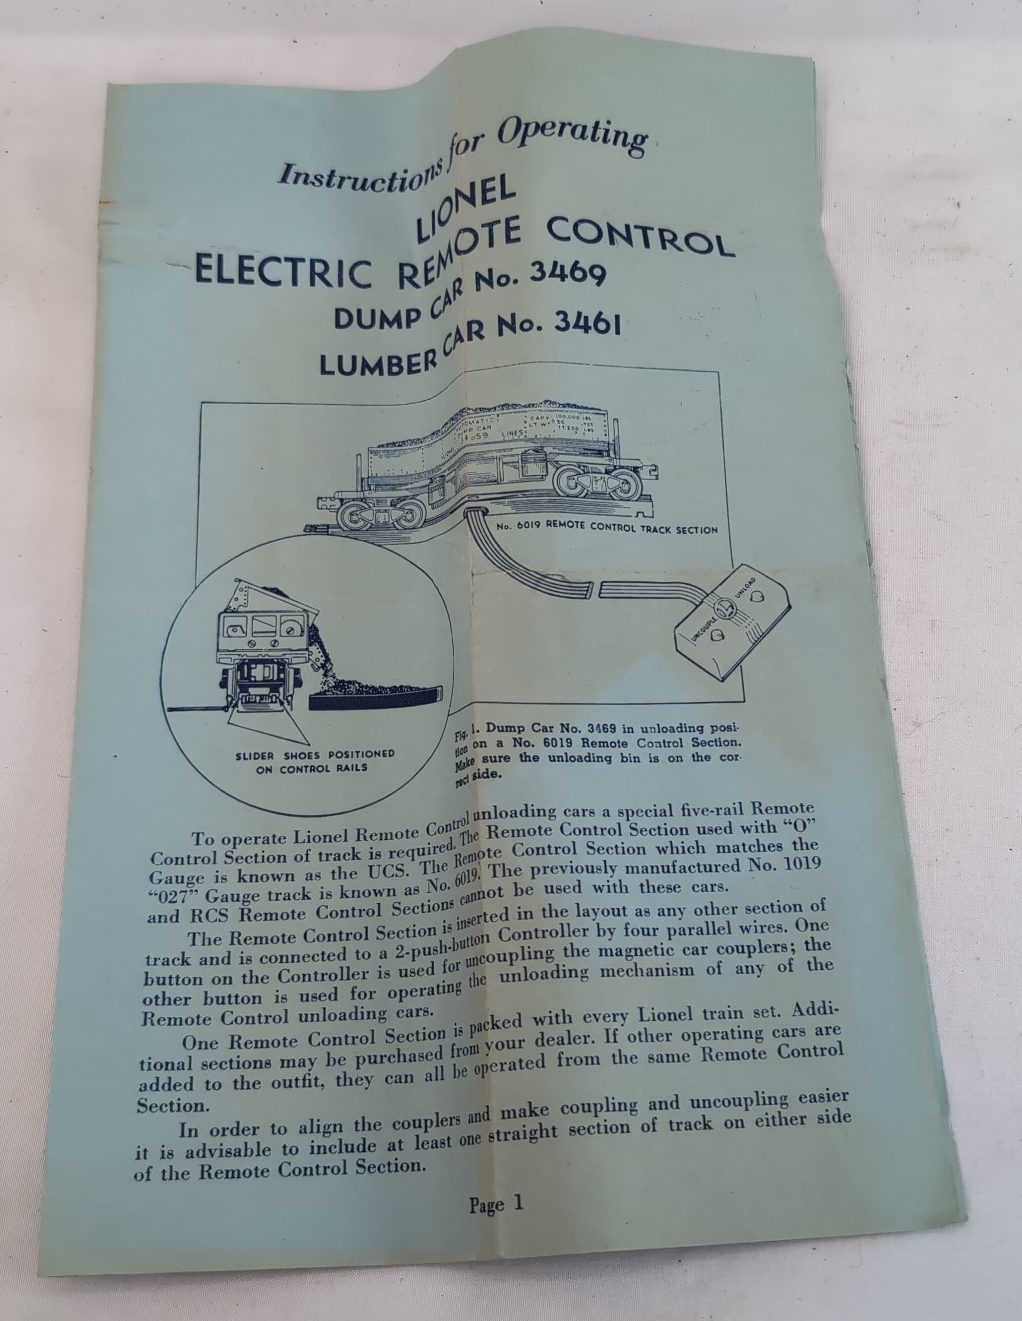 Instructions for Operating
LIONEL
ELECTRIC REMOTE CONTROL
DUMP CAR No. 3469
LUMBER CAR No. 3461
CAPY. 100,000 LBS
LINES
No. 6019 REMOTE CONTROL TRACK SECTION
UNLOAD
UNCOUPLE
SLIDER SHOES POSITIONED
ON CONTROL RAILS
Fig. 1. Dump Car No. 3469 in unloading posi-
tion on a No. 6019 Remote Control Section.
Make sure the unloading bin is on the cor-
rect side.
To operate Lionel Remote Control unloading cars a special five-rail Remote
Control Section of track is required. The Remote Control Section used with “O”
Gauge is known as the UCS. The Remote Control Section which matches the
“027” Gauge track is known as No. 6019. The previously manufactured No. 1019
and RCS Remote Control Sections cannot be used with these cars.
The Remote Control Section is inserted in the layout as any other section of
track and is connected to a 2-push-button Controller by four parallel wires. One
button on the Controller is used for uncoupling the magnetic car couplers; the
other button is used for operating the unloading mechanism of any of the
Remote Control unloading cars.
One Remote Control Section is packed with every Lionel train set. Addi-
tional sections may be purchased from your dealer. If other operating cars are
added to the outfit, they can all be operated from the same Remote Control
Section.
In order to align the couplers and make coupling and uncoupling easier
it is advisable to include at least one straight section of track on either side
of the Remote Control Section.
Page 1